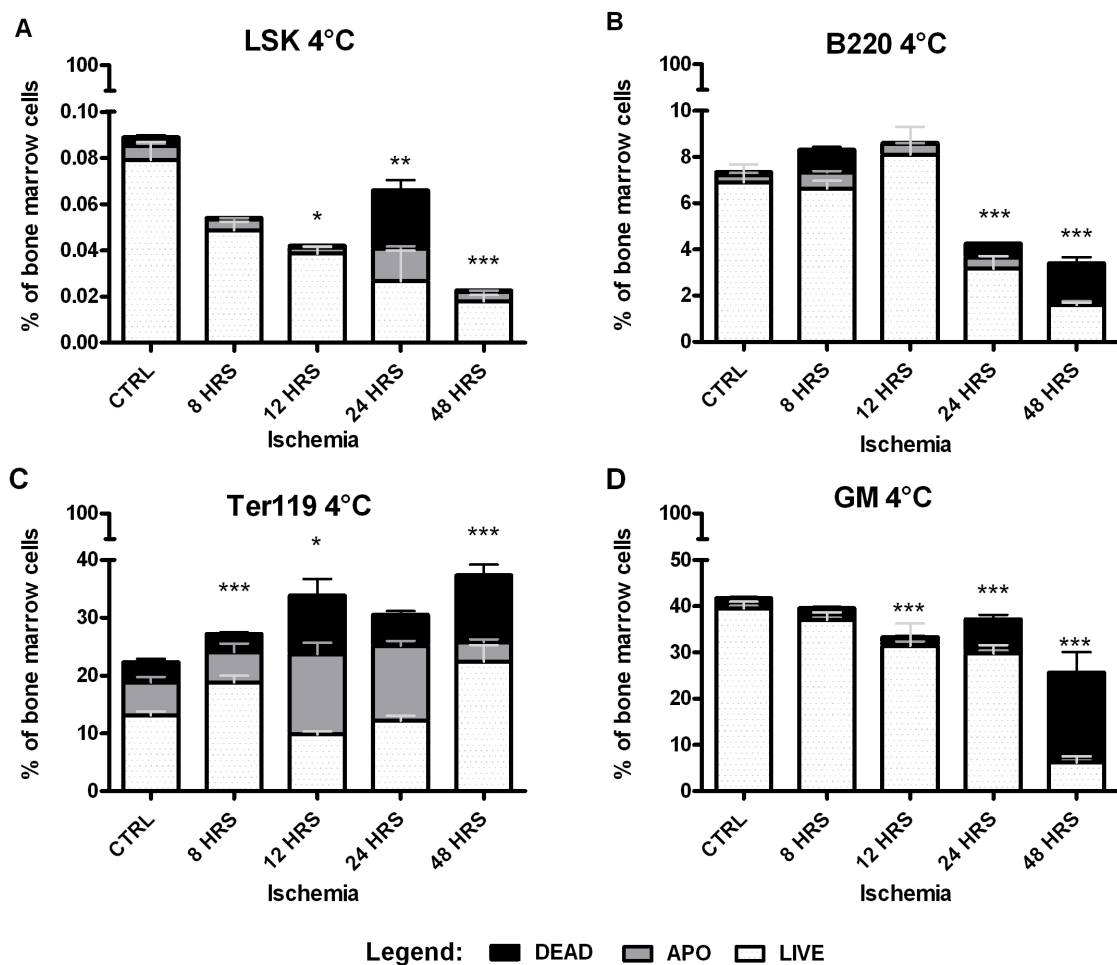 A
LSK 4°C
100
0.10
0.08
0.06
0.04
0.02
0.00
% of bone marrow cells
*
**
***
CTRL
8 HRS
12 HRS
24 HRS
48 HRS
Ischemia
B
B220 4°C
100
10
8
6
4
2
0
% of bone marrow cells
***
***
CTRL
8 HRS
12 HRS
24 HRS
48 HRS
Ischemia
C
Ter119 4°C
100
40
30
20
10
0
% of bone marrow cells
***
*
***
CTRL
8 HRS
12 HRS
24 HRS
48 HRS
Ischemia
D
GM 4°C
100
50
40
30
20
10
0
% of bone marrow cells
***
***
***
CTRL
8 HRS
12 HRS
24 HRS
48 HRS
Ischemia
Legend: DEAD APO LIVE